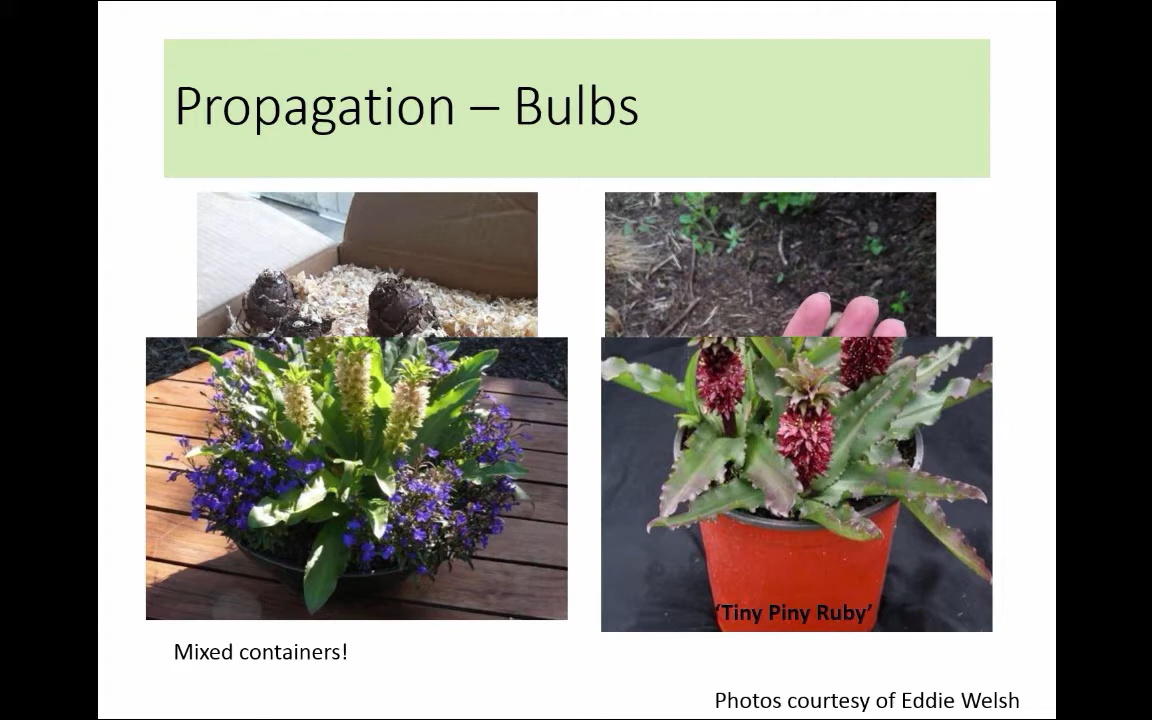 Propagation – Bulbs
‘Tiny Piny Ruby’
Mixed containers!
Photos courtesy of Eddie Welsh